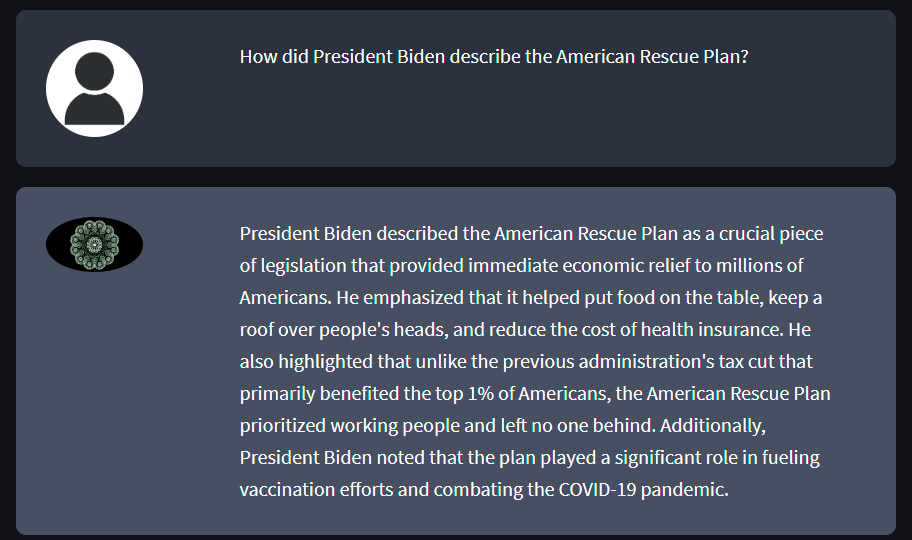 How did President Biden describe the American Rescue Plan?
President Biden described the American Rescue Plan as a crucial piece
of legislation that provided immediate economic relief to millions of
Americans. He emphasized that it helped put food on the table, keep a
roof over people's heads, and reduce the cost of health insurance. He
also highlighted that unlike the previous administration's tax cut that
primarily benefited the top 1% of Americans, the American Rescue Plan
prioritized working people and left no one behind. Additionally,
President Biden noted that the plan played a significant role in fueling
vaccination efforts and combating the COVID-19 pandemic.